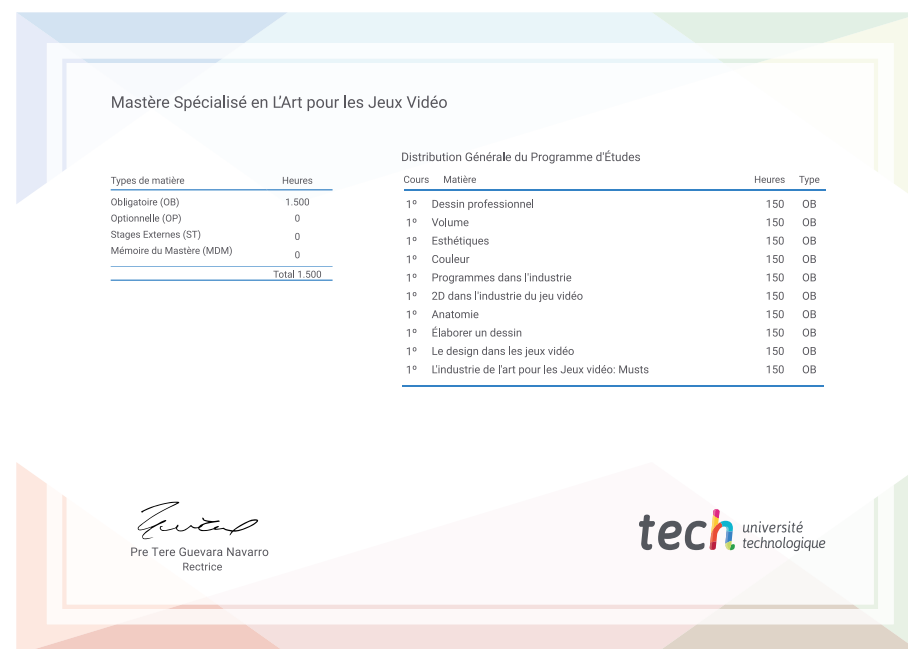 Mastère Spécialisé en L'Art pour les Jeux Vidéo
Types de matière Heures
Obligatoire (OB) 1.500
Optionnelle (OP) 0
Stages Externes (ST) 0
Mémoire du Mastère (MDM) 0
Total 1.500
Distribution Générale du Programme d'Études
Cours Matière Heures Type
1º Dessin professionnel 150 OB
1º Volume 150 OB
1º Esthétiques 150 OB
1º Couleur 150 OB
1º Programmes dans l'industrie 150 OB
1º 2D dans l'industrie du jeu vidéo 150 OB
1º Anatomie 150 OB
1º Élaborer un dessin 150 OB
1º Le design dans les jeux vidéo 150 OB
1º L'industrie de l'art pour les Jeux vidéo: Musts 150 OB
Pre Tere Guevara Navarro
Rectrice
tech université
technologique